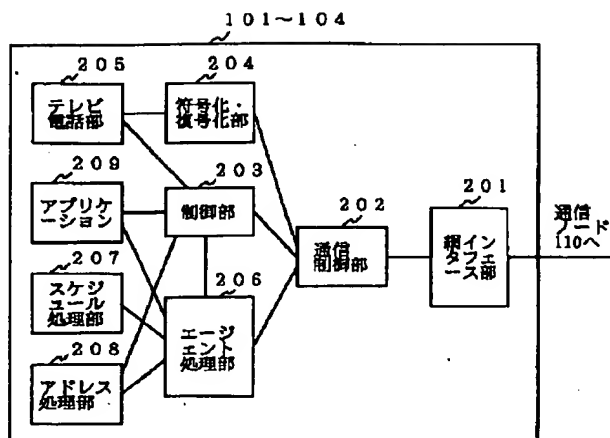 101～104
205
テレビ
電話部
204
符号化・
復号化部
209
アプリケ
ーション
203
制御部
202
通信
制御部
201
網イン
タフェ
ース部
通信
ノード
110へ
207
スケジ
ュール
処理部
206
エージ
ェント
処理部
208
アドレス
処理部